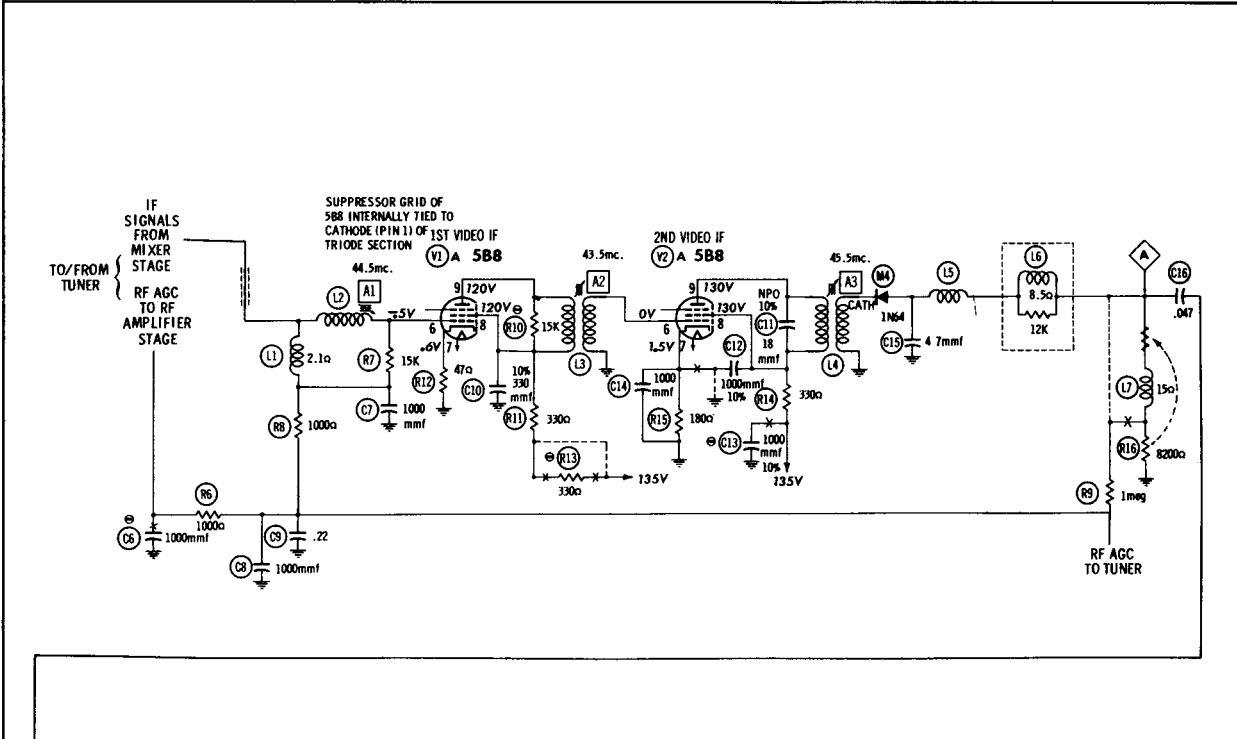 IF
SIGNALS
FROM
MIXER
STAGE
TO/FROM
TUNER
RF AGC
TO RF
AMPLIFIER
STAGE
SUPPRESSOR GRID OF
5B8 INTERNALLY TIED TO
CATHODE (PIN 1) OF
TRIODE SECTION
1ST VIDEO IF
V1 A 5B8
44.5mc.
L2
A1
-.5V
6
.6V
7
9
120V
120V
8
L1
2.1Ω
R7
15K
C7
1000
mmf
R8
1000Ω
R12
47Ω
C10
10%
330
mmf
R10
15K
R11
330Ω
R13
330Ω
135V
43.5mc.
A2
L3
2ND VIDEO IF
V2 A 5B8
0V
6
1.5V
7
9
130V
130V
8
C14
1000
mmf
R15
180Ω
C12
1000mmf
10%
NPO
10%
C11
18
mmf
R14
330Ω
C13
1000
mmf
10%
135V
45.5mc.
A3
L4
M4
CATH
1N64
C15
4.7mmf
L5
L6
8.5Ω
12K
A
C16
.047
L7
15Ω
R16
8200Ω
R9
1meg
RF AGC
TO TUNER
R6
1000Ω
C6
1000mmf
C9
.22
C8
1000mmf